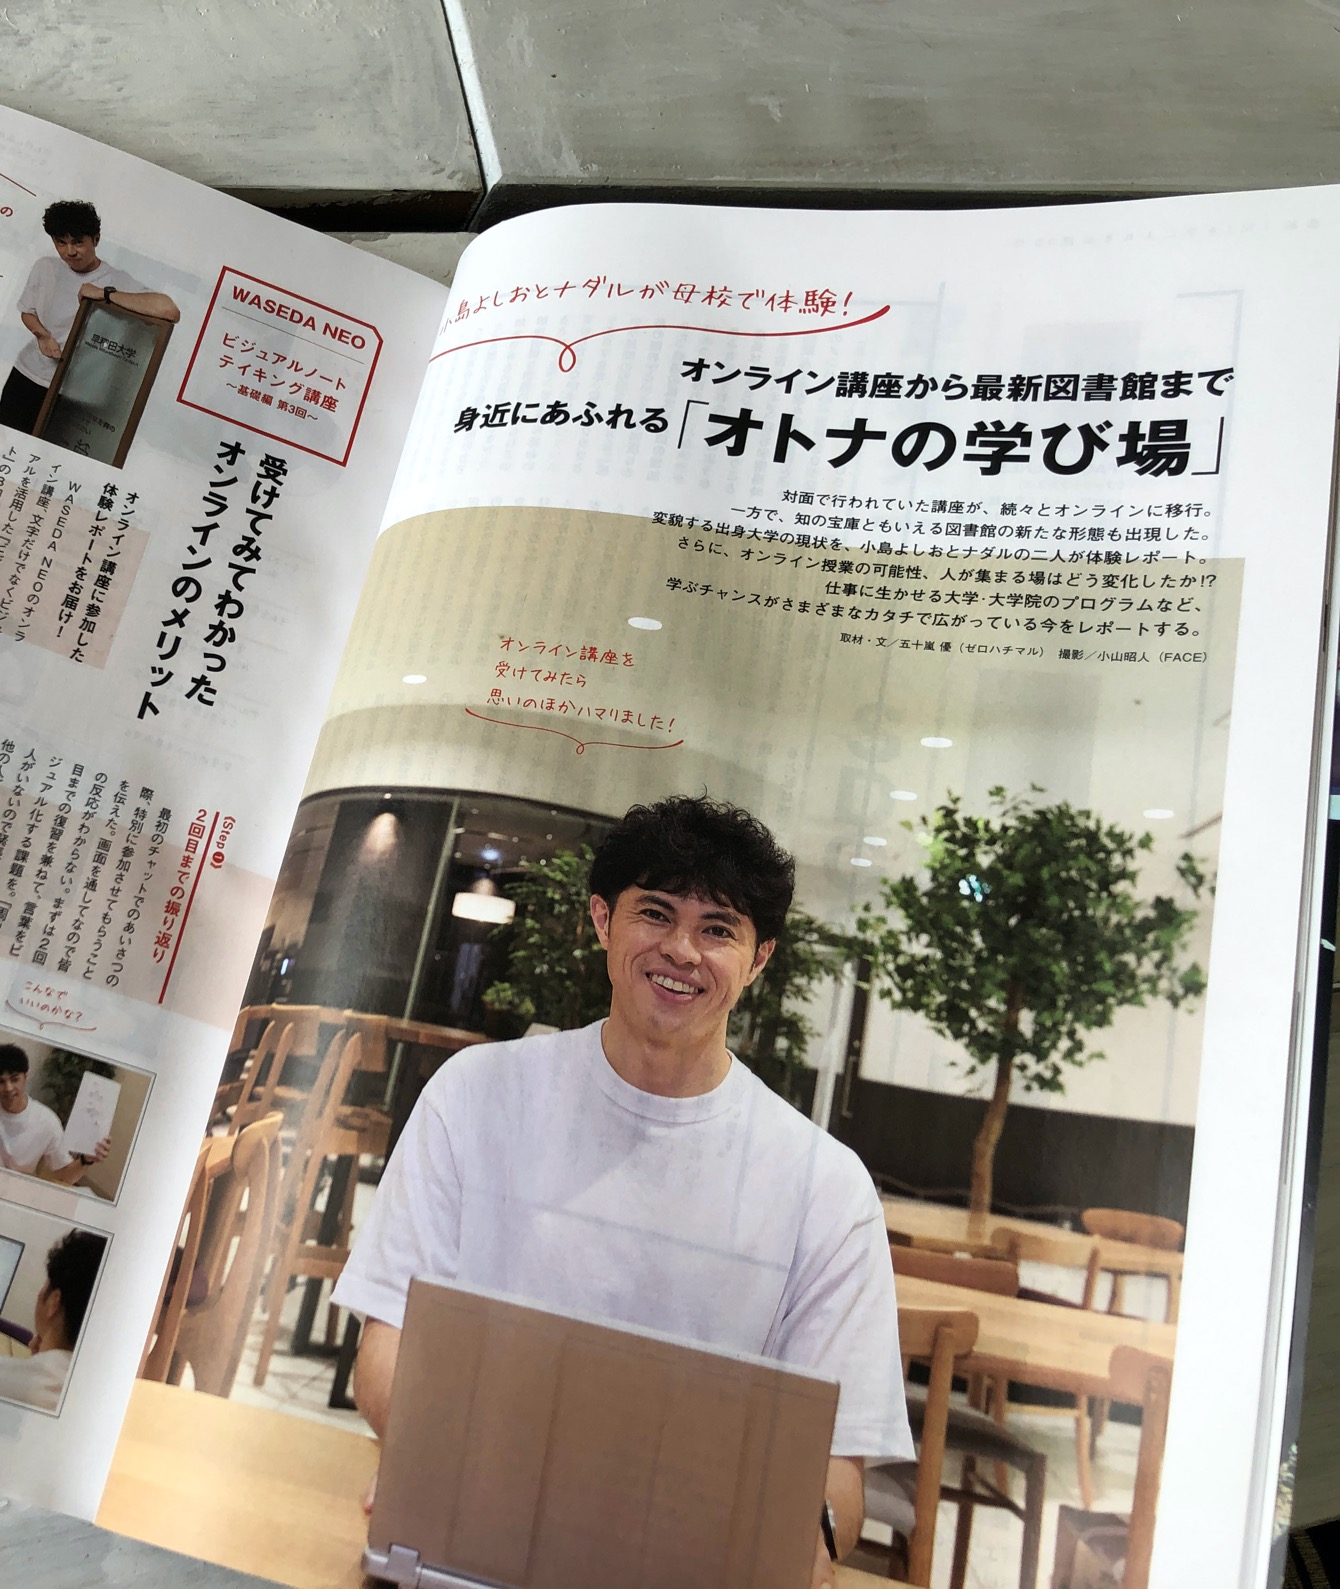 小島よしおとナダルが母校で体験!
オンライン講座から最新図書館まで
身近にあふれる「オトナの学び場」
対面で行われていた講座が、続々とオンラインに移行。
一方で、知の宝庫ともいえる図書館の新たな形態も出現した。
変貌する出身大学の現状を、小島よしおとナダルの二人が体験レポート。
さらに、オンライン授業の可能性、人が集まる場はどう変化したか!?
仕事に生かせる大学・大学院のプログラムなど、
学ぶチャンスがさまざまなカタチで広がっている今をレポートする。
取材・文／五十嵐 優（ゼロハチマル） 撮影／小山昭人（FACE）
オンライン講座を
受けてみたら
思いのほかハマりました!
WASEDA NEO
ビジュアルノート
テイキング講座
〜基礎編 第3回〜
受けてみてわかった
オンラインのメリット
早稲田大学
オンライン講座に参加した
体験レポートをお届け!
WASEDA NEOのオンラ
イン講座、文字だけでなくビジュ
アルを活用した
《Step❶》
2回目までの振り返り
最初のチャットでのあいさつの
際、特別に参加させてもらうこと
を伝えた。画面を通してなので皆
の反応がわからない。まずは2回
目までの復習を兼ねて、言葉をビ
ジュアル化する課題を。
人がいないので
こんなで
いいのかな?